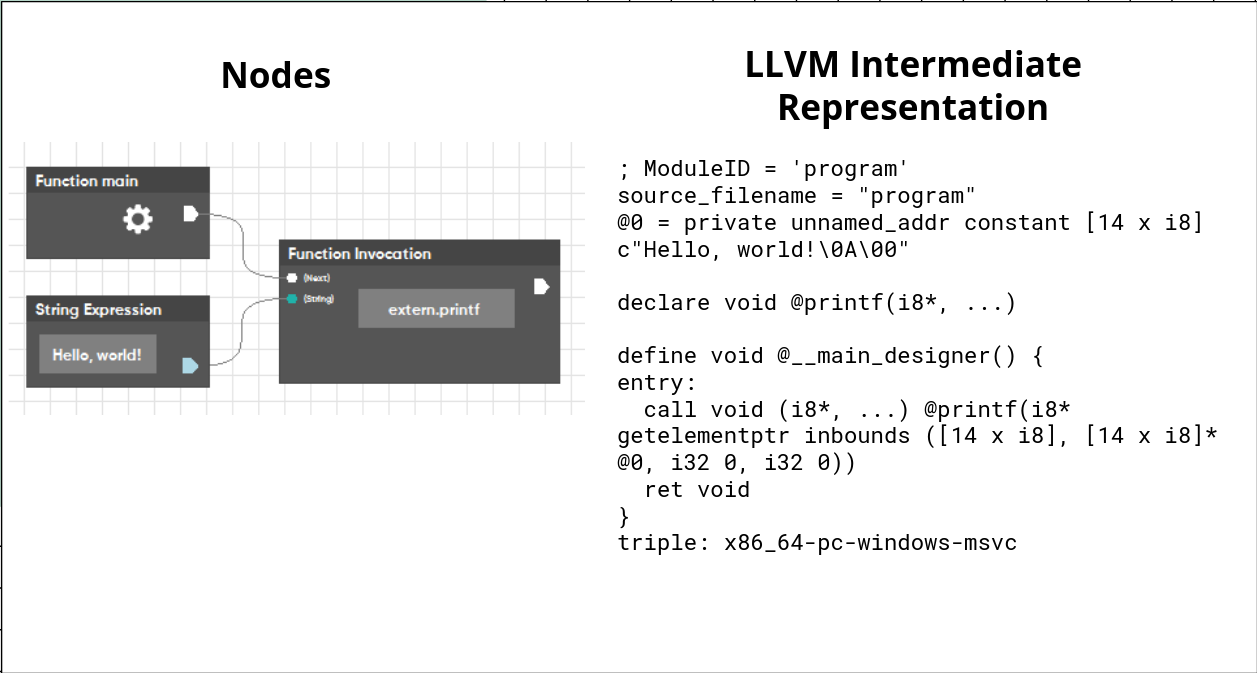 Nodes
Function main
String Expression
Hello, world!
Function Invocation
(Next)
(String)
extern.printf
LLVM Intermediate
Representation
; ModuleID = 'program'
source_filename = "program"
@0 = private unnamed_addr constant [14 x i8]
c"Hello, world!\0A\00"
declare void @printf(i8*, ...)
define void @__main_designer() {
entry:
  call void (i8*, ...) @printf(i8*
getelementptr inbounds ([14 x i8], [14 x i8]*
@0, i32 0, i32 0))
  ret void
}
triple: x86_64-pc-windows-msvc